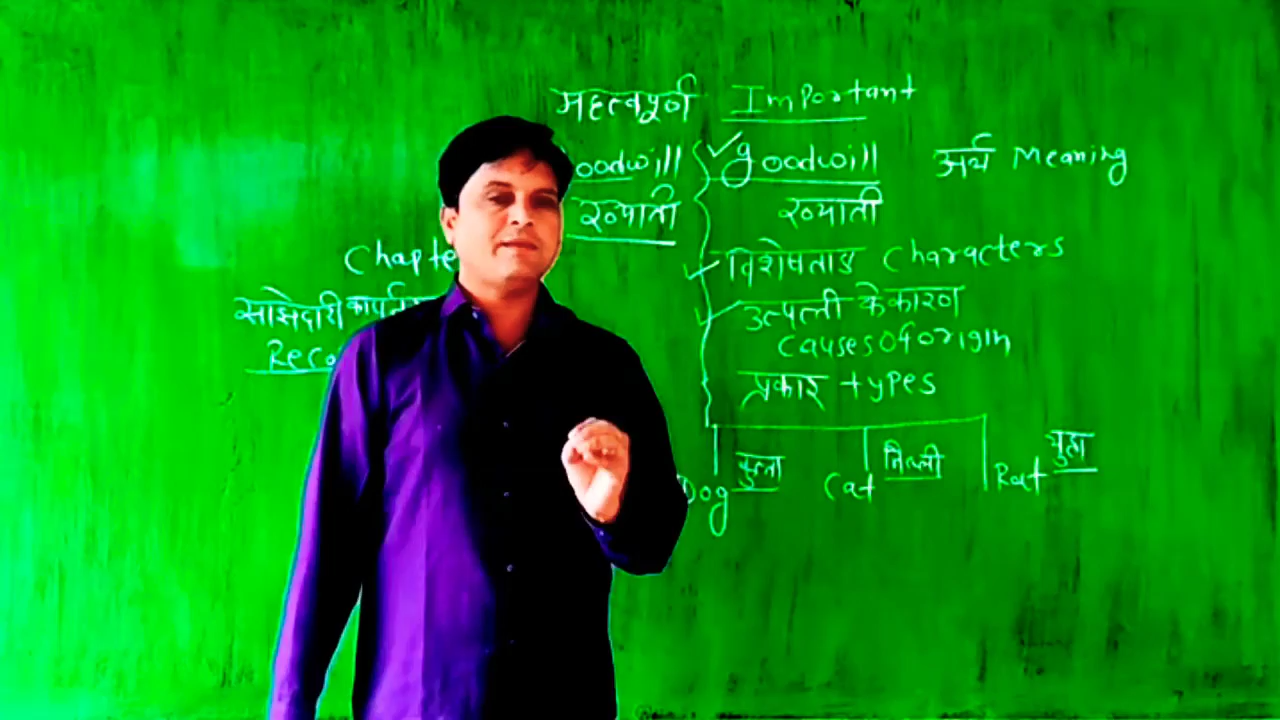 महत्वपूर्ण Important
oodwill goodwill अर्थ Meaning
ख्याती ख्याती
Chapte
विशेषताऐ characters
साझेदारी
उत्पत्ती के कारण
Reco
causes of origin
प्रकार types
Dog कुत्ता Cat बिल्ली Rat चुहा